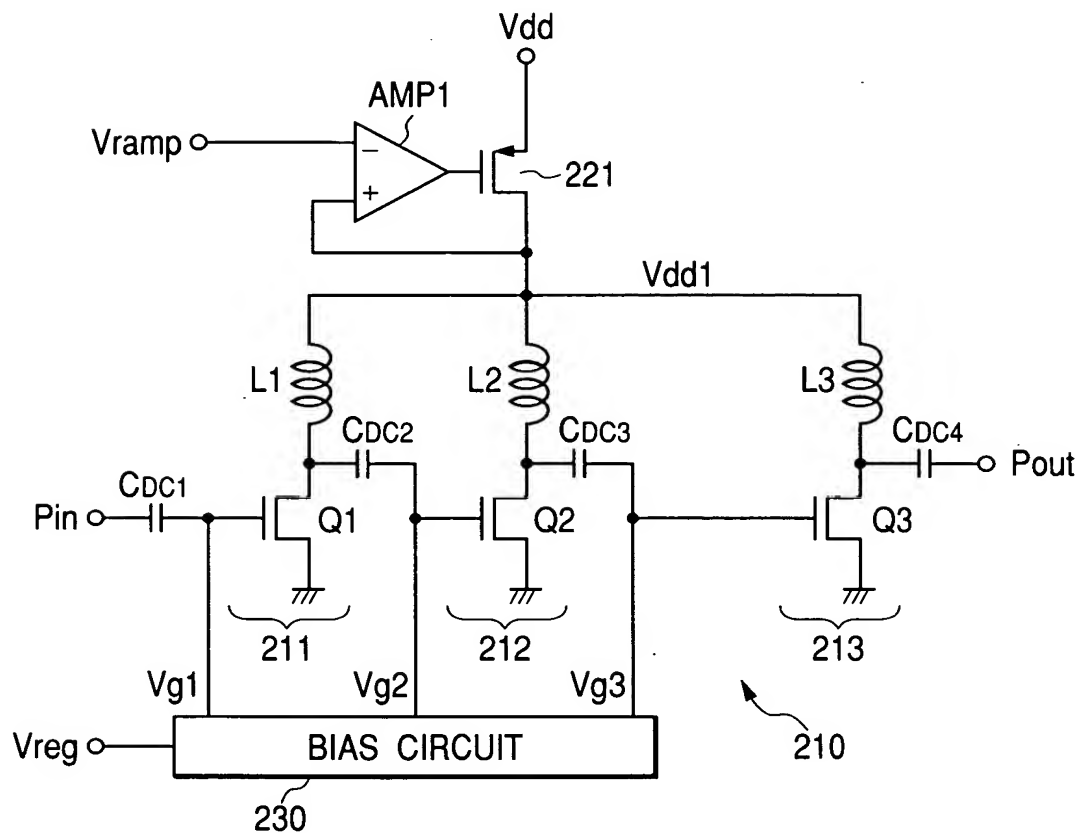 Vdd
AMP1
Vramp
−
+
221
Vdd1
L1
L2
L3
CDC2
CDC3
CDC4
Pout
CDC1
Pin
Q1
Q2
Q3
211
212
213
Vg1
Vg2
Vg3
Vreg
BIAS CIRCUIT
210
230